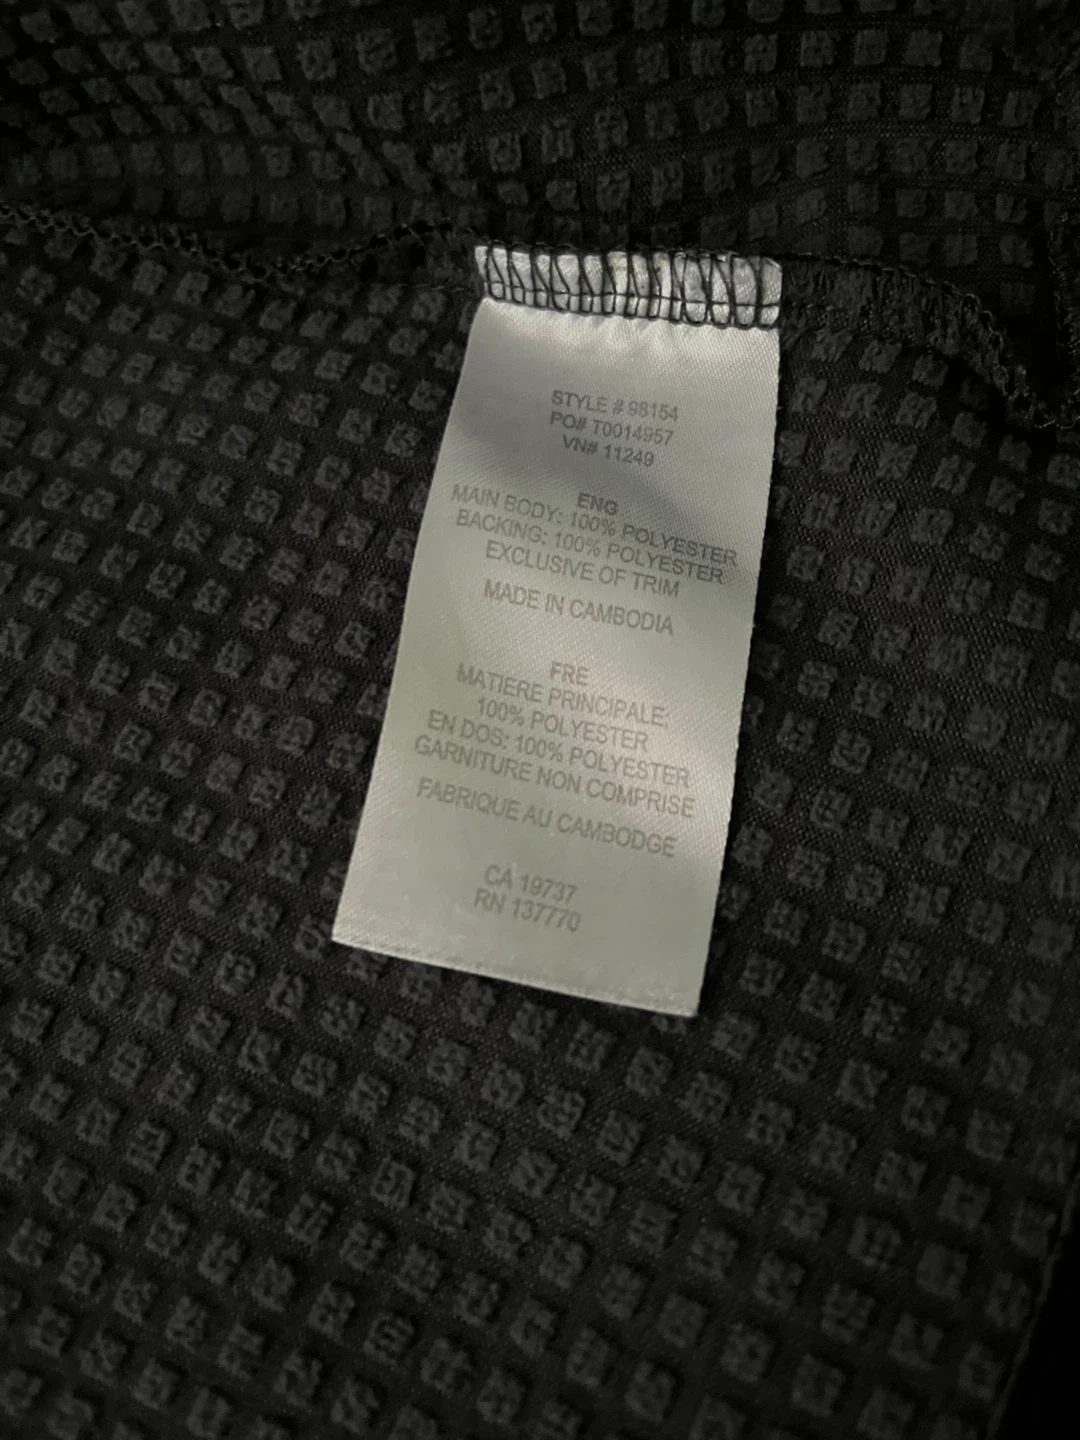 STYLE # 98154
PO# T0014957
VN# 11249
ENG
MAIN BODY: 100% POLYESTER
BACKING: 100% POLYESTER
EXCLUSIVE OF TRIM
MADE IN CAMBODIA
FRE
MATIERE PRINCIPALE:
100% POLYESTER
EN DOS: 100% POLYESTER
GARNITURE NON COMPRISE
FABRIQUE AU CAMBODGE
CA 19737
RN 137770